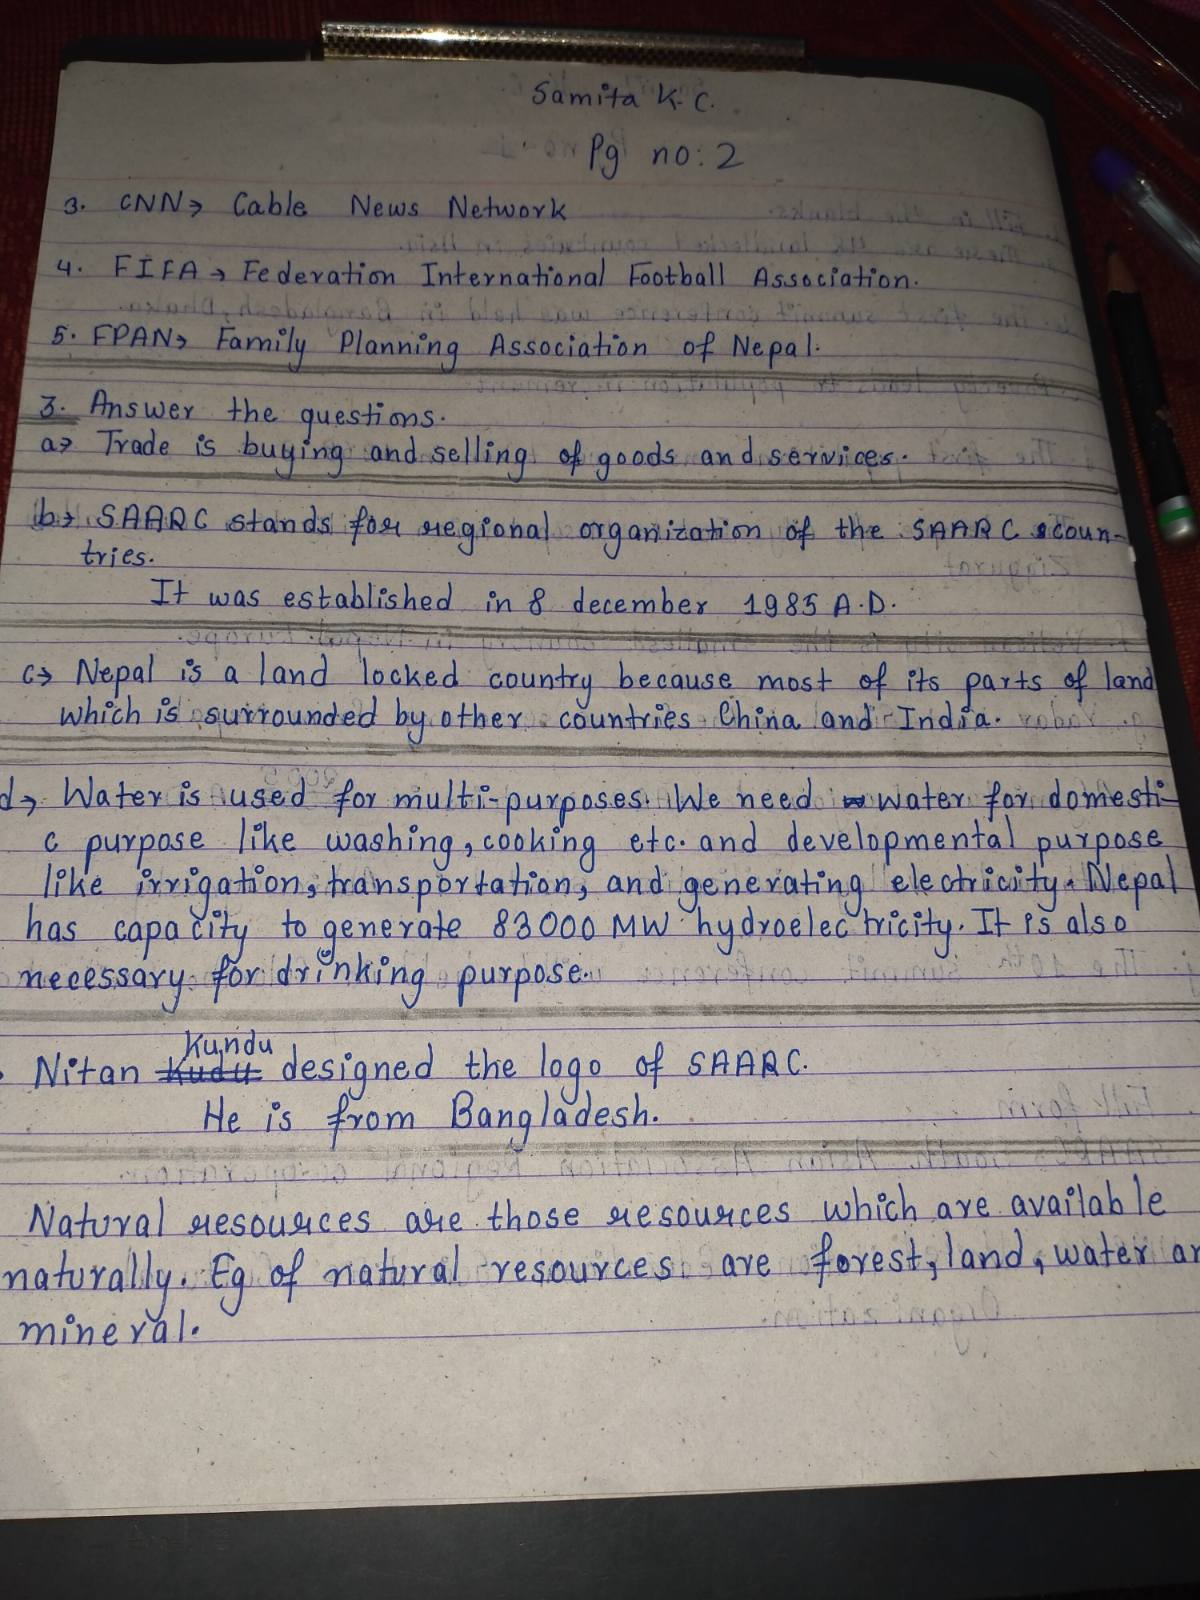 Samita K.C.
Pg no: 2
3. CNN → Cable News Network
4. FIFA → Federation International Football Association.
5. FPAN → Family Planning Association of Nepal.
3. Answer the questions.
a→ Trade is buying and selling of goods and services.
b→ SAARC stands for regional organization of the SAARC coun-
tries.
It was established in 8 december 1985 A.D.
c→ Nepal is a land locked country because most of its parts of land
which is surrounded by other countries China and India.
d→ Water is used for multi-purposes. We need water for domesti-
c purpose like washing, cooking etc. and developmental purpose
like irrigation, transportation, and generating electricity. Nepal
has capacity to generate 83000 MW hydroelectricity. It is also
necessary for drinking purpose.
Kundu
Nitan Kudu designed the logo of SAARC.
He is from Bangladesh.
Natural resources are those resources which are available
naturally. Eg of natural resources are forest, land, water an
mineral.